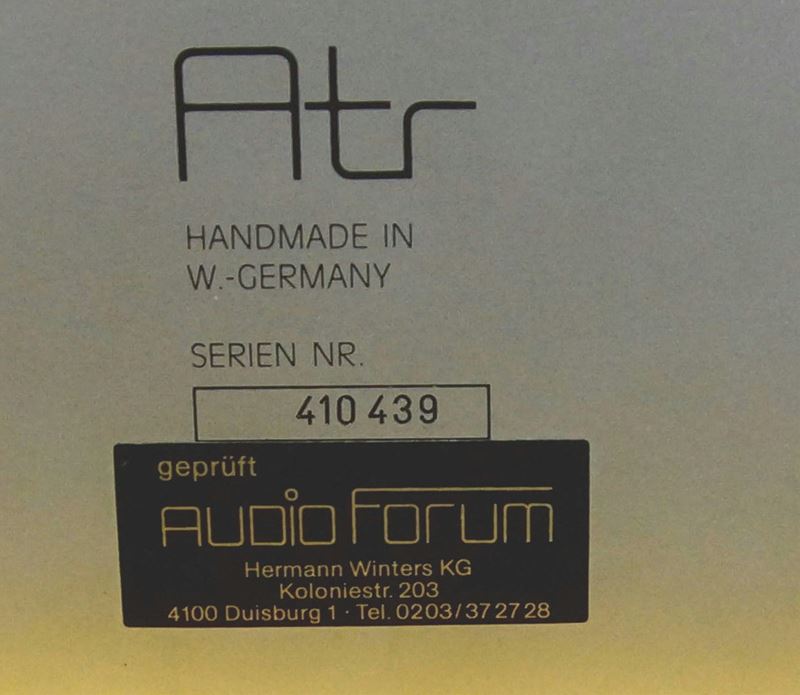 Atr
HANDMADE IN
W.-GERMANY
SERIEN NR.
410 439
geprüft
AUDio Forum
Hermann Winters KG
Koloniestr. 203
4100 Duisburg 1 · Tel. 0203/37 27 28